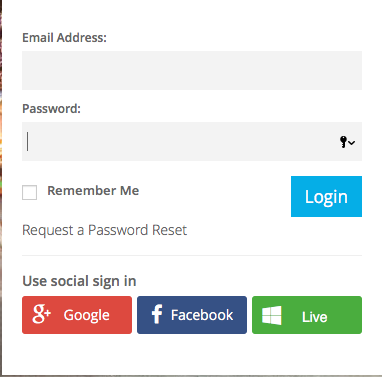 Email Address:
Password:
Remember Me
Login
Request a Password Reset
Use social sign in
g+ Google
f Facebook
Live